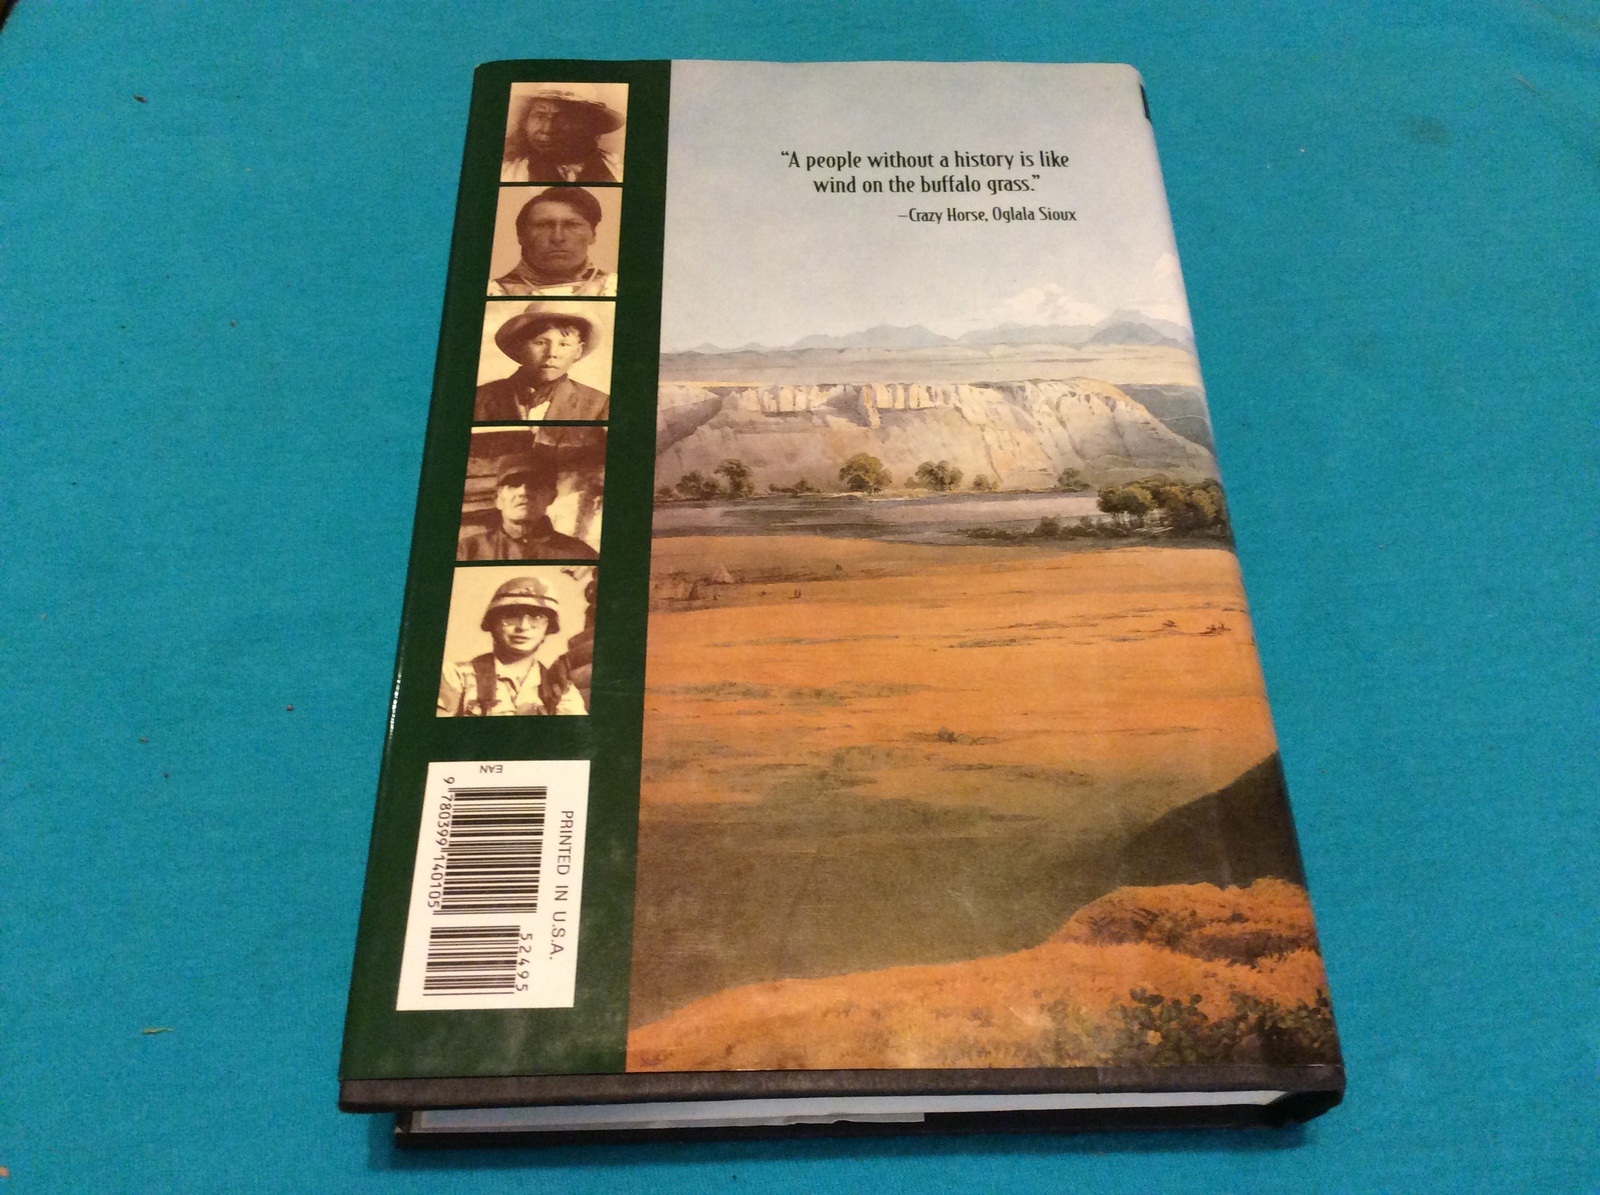 “A people without a history is like
wind on the buffalo grass.”
–Crazy Horse, Oglala Sioux
PRINTED IN U.S.A.
52495
9 780399 140105
EAN